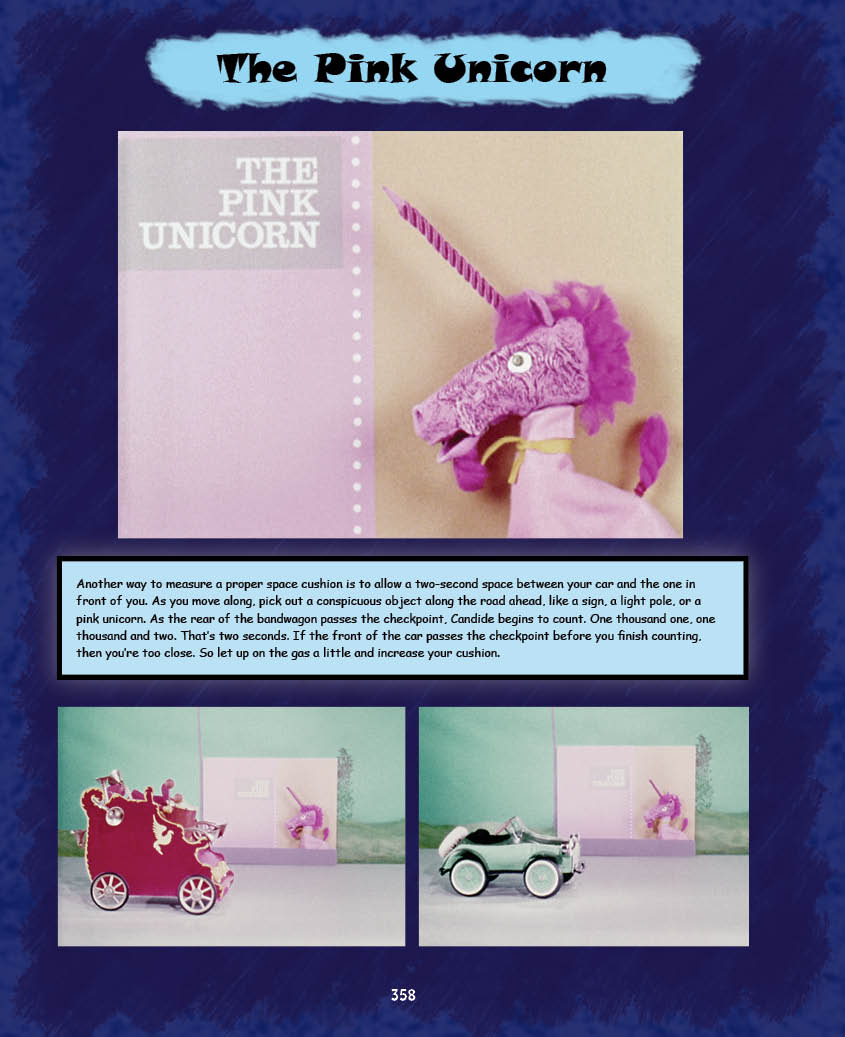 The Pink Unicorn
THE
PINK
UNICORN
Another way to measure a proper space cushion is to allow a two-second space between your car and the one in
front of you. As you move along, pick out a conspicuous object along the road ahead, like a sign, a light pole, or a
pink unicorn. As the rear of the bandwagon passes the checkpoint, Candide begins to count. One thousand one, one
thousand and two. That's two seconds. If the front of the car passes the checkpoint before you finish counting,
then you're too close. So let up on the gas a little and increase your cushion.
THE
PINK
UNICORN
358